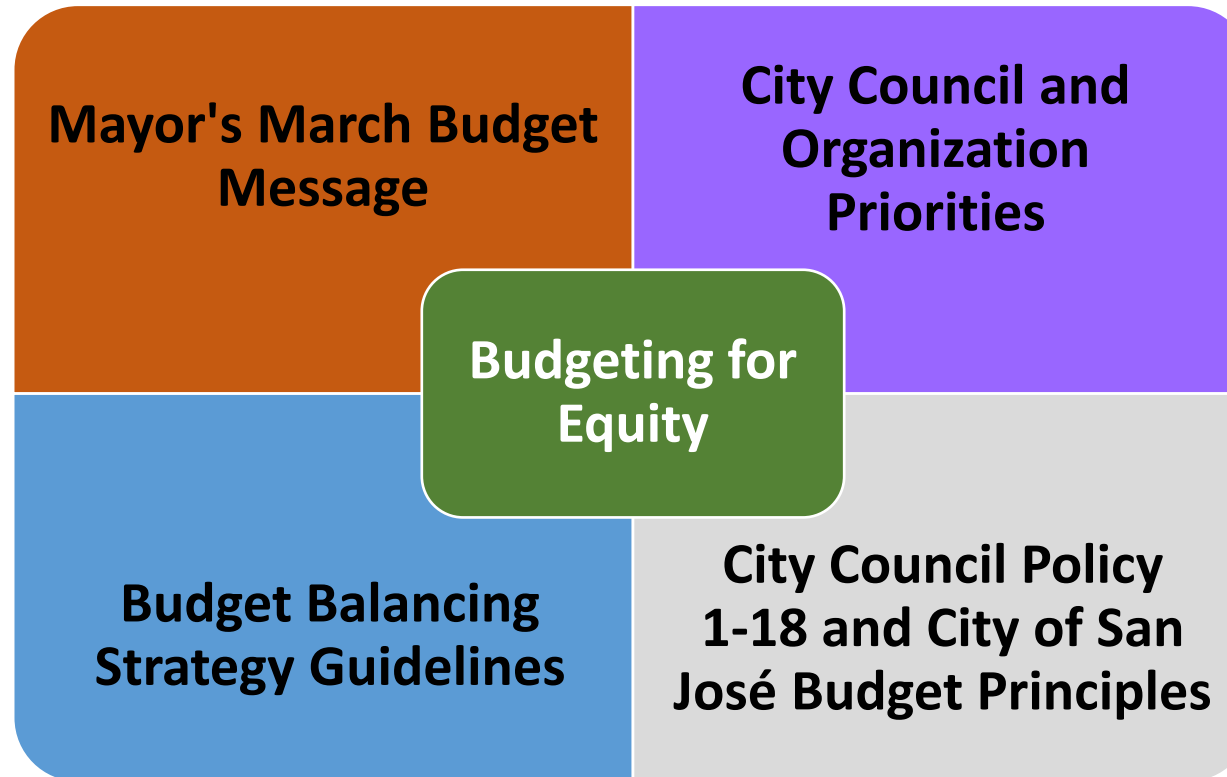 Mayor's March Budget
Message
City Council and
Organization
Priorities
Budgeting for
Equity
Budget Balancing
Strategy Guidelines
City Council Policy
1-18 and City of San
José Budget Principles